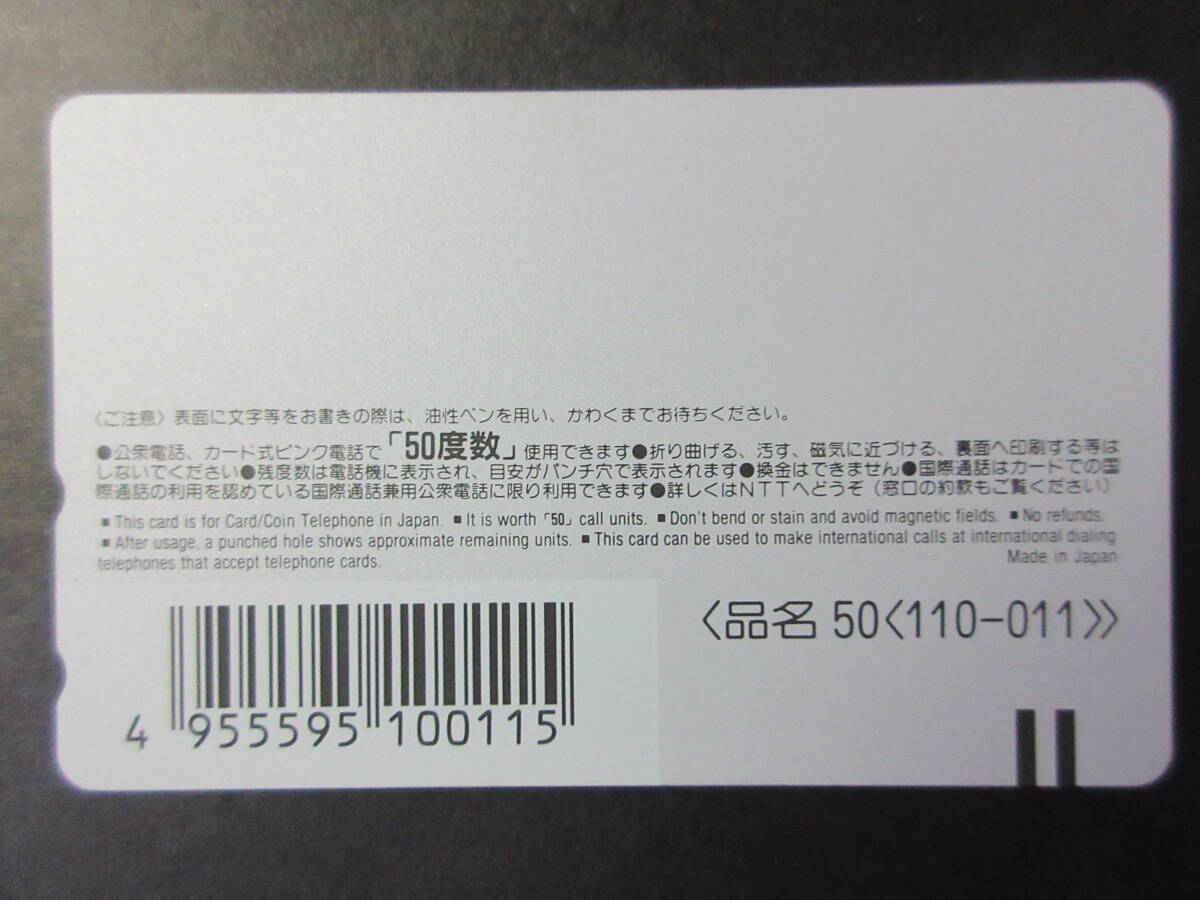 〈ご注意〉表面に文字等をお書きの際は、油性ペンを用い、かわくまでお待ちください。
●公衆電話、カード式ピンク電話で「50度数」使用できます●折り曲げる、汚す、磁気に近づける、裏面へ印刷する等は
しないでください●残度数は電話機に表示され、目安がパンチ穴で表示されます●換金はできません●国際通話はカードでの国
際通話の利用を認めている国際通話兼用公衆電話に限り利用できます●詳しくはNTTへどうぞ（窓口の約款もご覧ください）
■This card is for Card/Coin Telephone in Japan. ■It is worth「50」call units. ■Don't bend or stain and avoid magnetic fields. ■No refunds.
■After usage, a punched hole shows approximate remaining units. ■This card can be used to make international calls at international dialing
telephones that accept telephone cards. Made in Japan
〈品名 50〈110-011〉〉
4 955595 100115